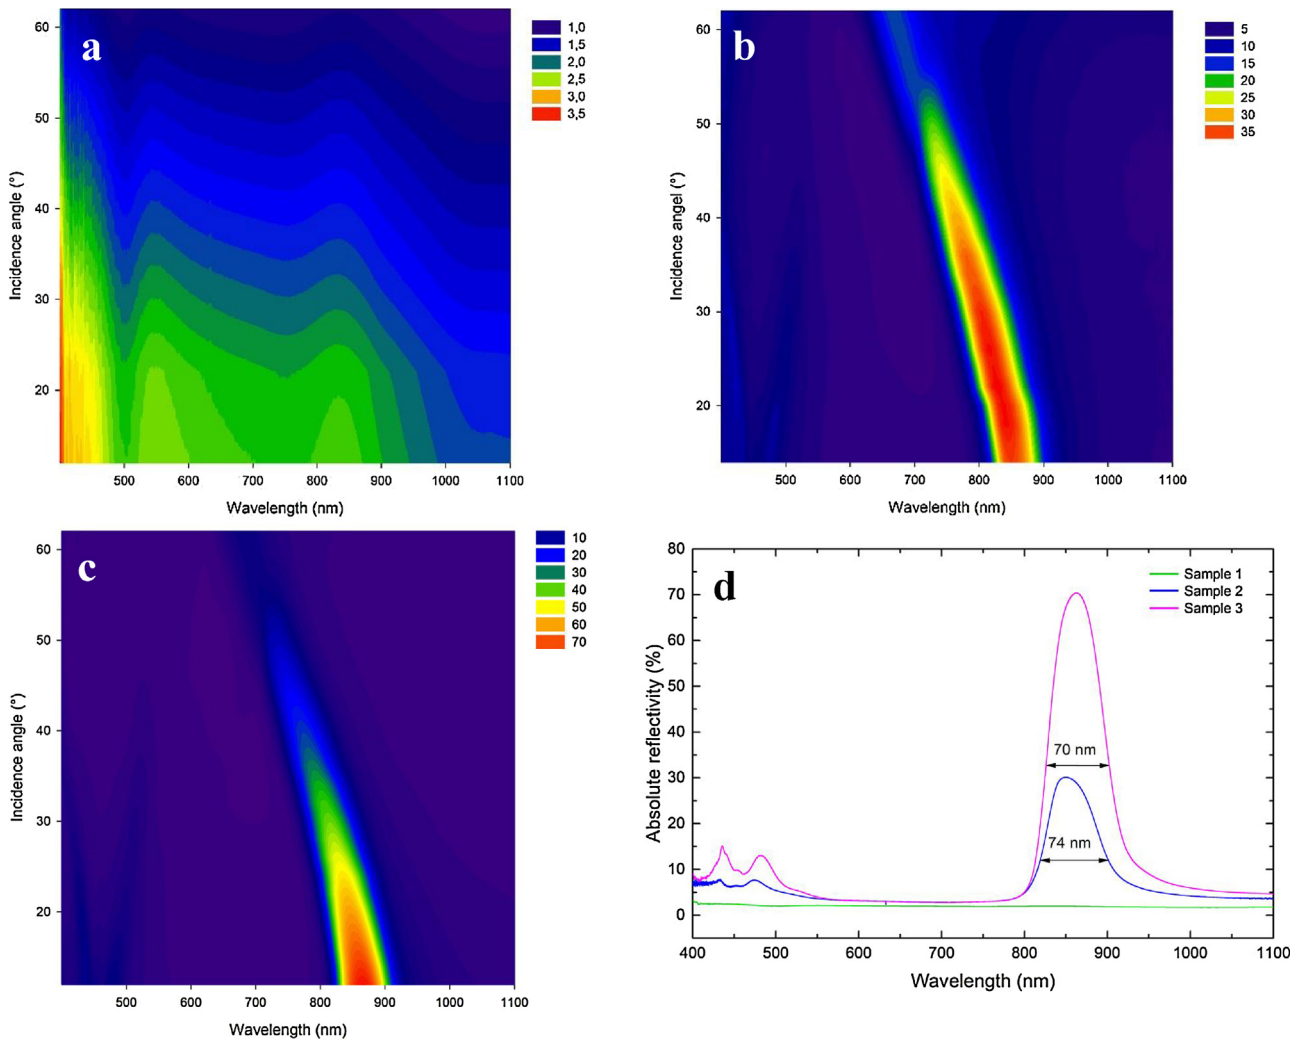 a
1,0
1,5
2,0
2,5
3,0
3,5
60
50
40
30
20
Incidence angle (°)
500 600 700 800 900 1000 1100
Wavelength (nm)
b
5
10
15
20
25
30
35
60
50
40
30
20
Incidence angel (°)
500 600 700 800 900 1000 1100
Wavelength (nm)
c
10
20
30
40
50
60
70
60
50
40
30
20
Incidence angle (°)
500 600 700 800 900 1000 1100
Wavelength (nm)
d
Sample 1
Sample 2
Sample 3
80
70
60
50
40
30
20
10
0
Absolute reflectivity (%)
70 nm
74 nm
400 500 600 700 800 900 1000 1100
Wavelength (nm)